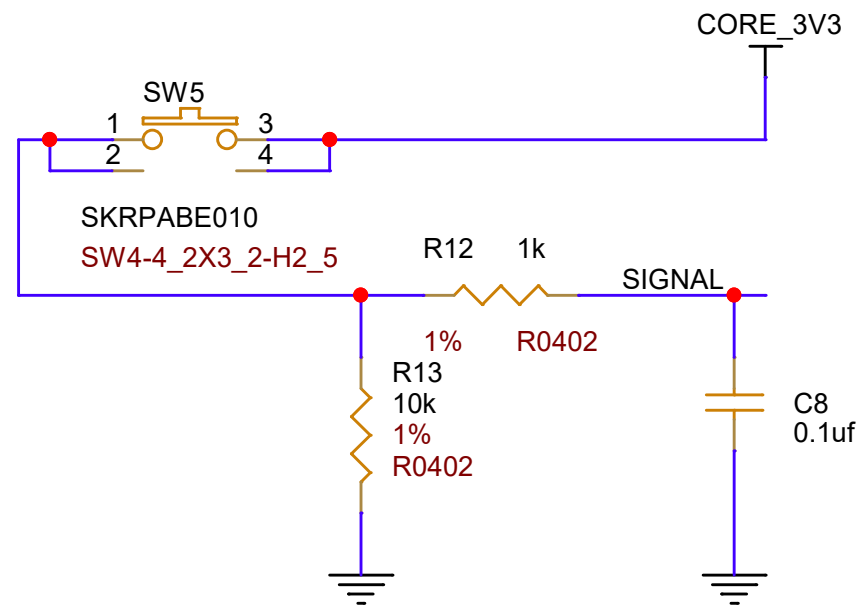 CORE_3V3
SW5
1
3
2
4
SKRPABE010
SW4-4_2X3_2-H2_5
R12
1k
SIGNAL
1%
R0402
R13
10k
1%
R0402
C8
0.1uf